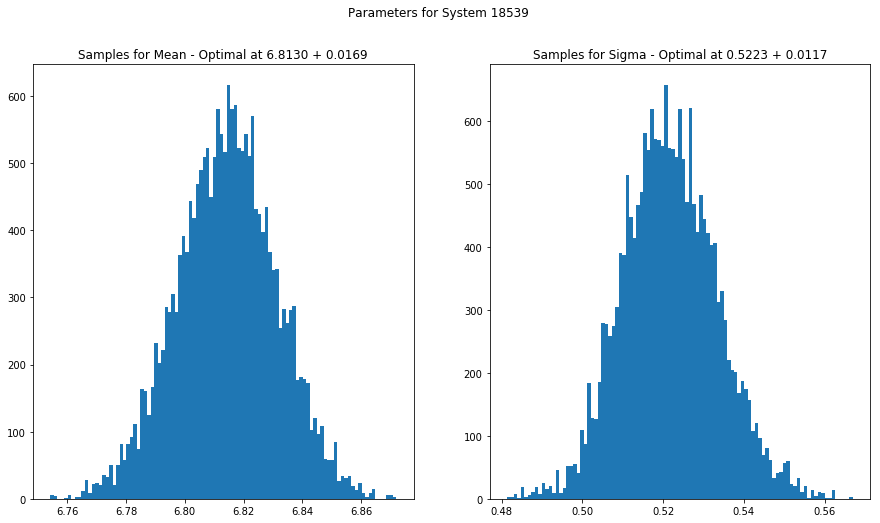 Parameters for System 18539
Samples for Mean - Optimal at 6.8130 + 0.0169
600
500
400
300
200
100
0
6.76 6.78 6.80 6.82 6.84 6.86
Samples for Sigma - Optimal at 0.5223 + 0.0117
600
500
400
300
200
100
0
0.48 0.50 0.52 0.54 0.56